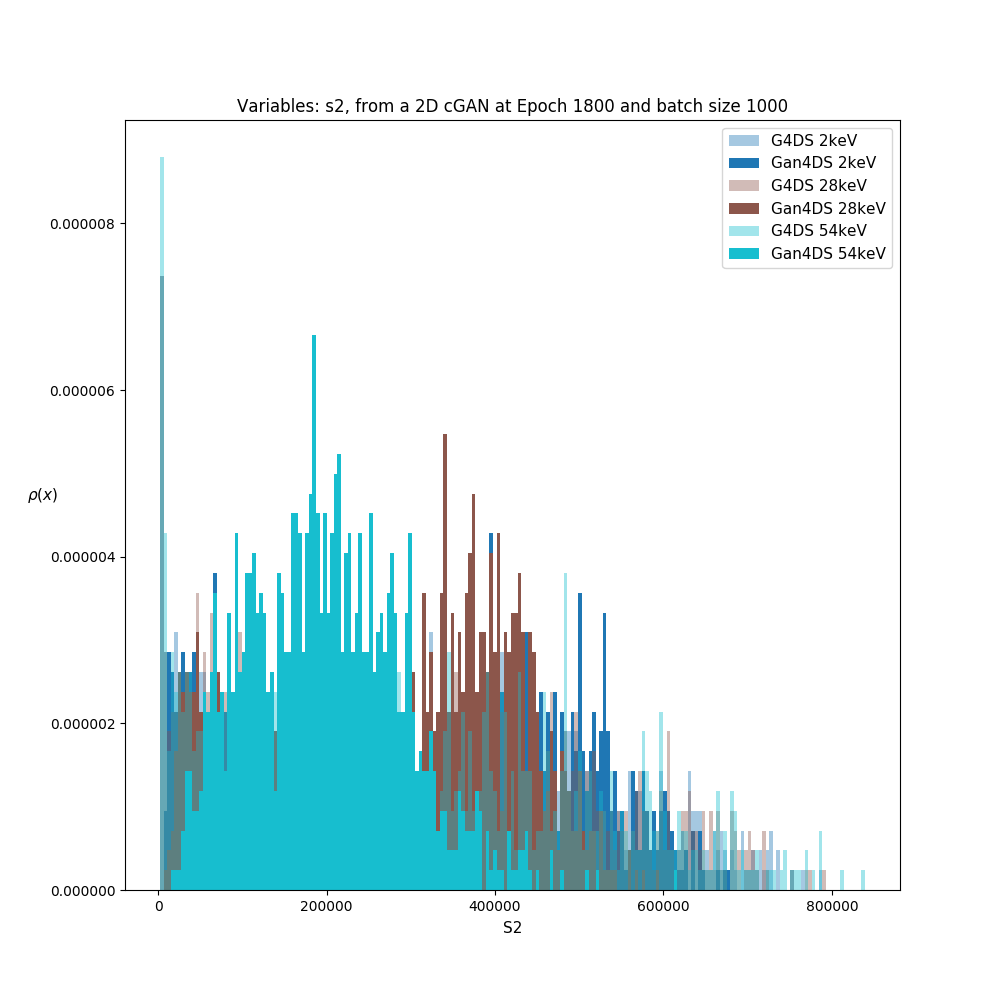 Variables: s2, from a 2D cGAN at Epoch 1800 and batch size 1000
G4DS 2keV
Gan4DS 2keV
G4DS 28keV
Gan4DS 28keV
G4DS 54keV
Gan4DS 54keV
0.000008
0.000006
ρ(x)
0.000004
0.000002
0.000000
0 200000 400000 600000 800000
S2